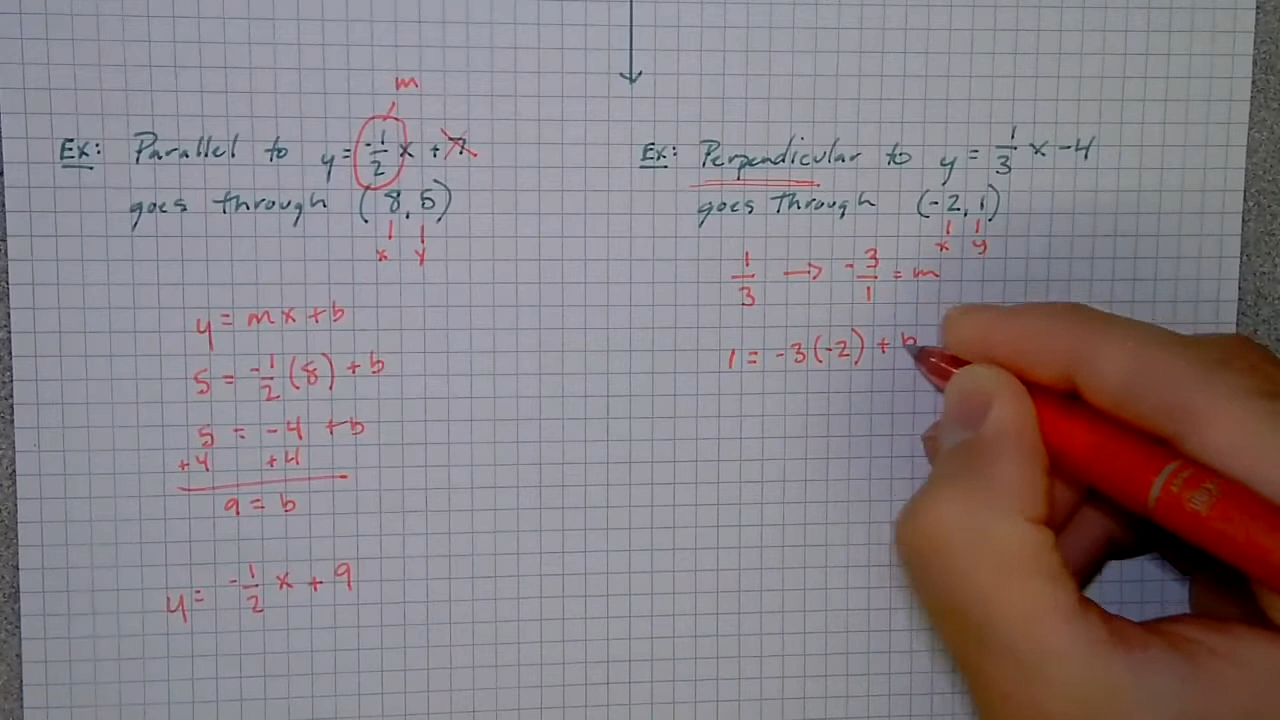 m
Ex: Parallel to y = -1/2 x + 7
goes through (8, 5)
x y
y = mx + b
5 = -1/2 (8) + b
5 = -4 + b
+4 +4
9 = b
y = -1/2 x + 9
Ex: Perpendicular to y = 1/3 x - 4
goes through (-2, 1)
x y
1/3 → -3/1 = m
1 = -3(-2) + b